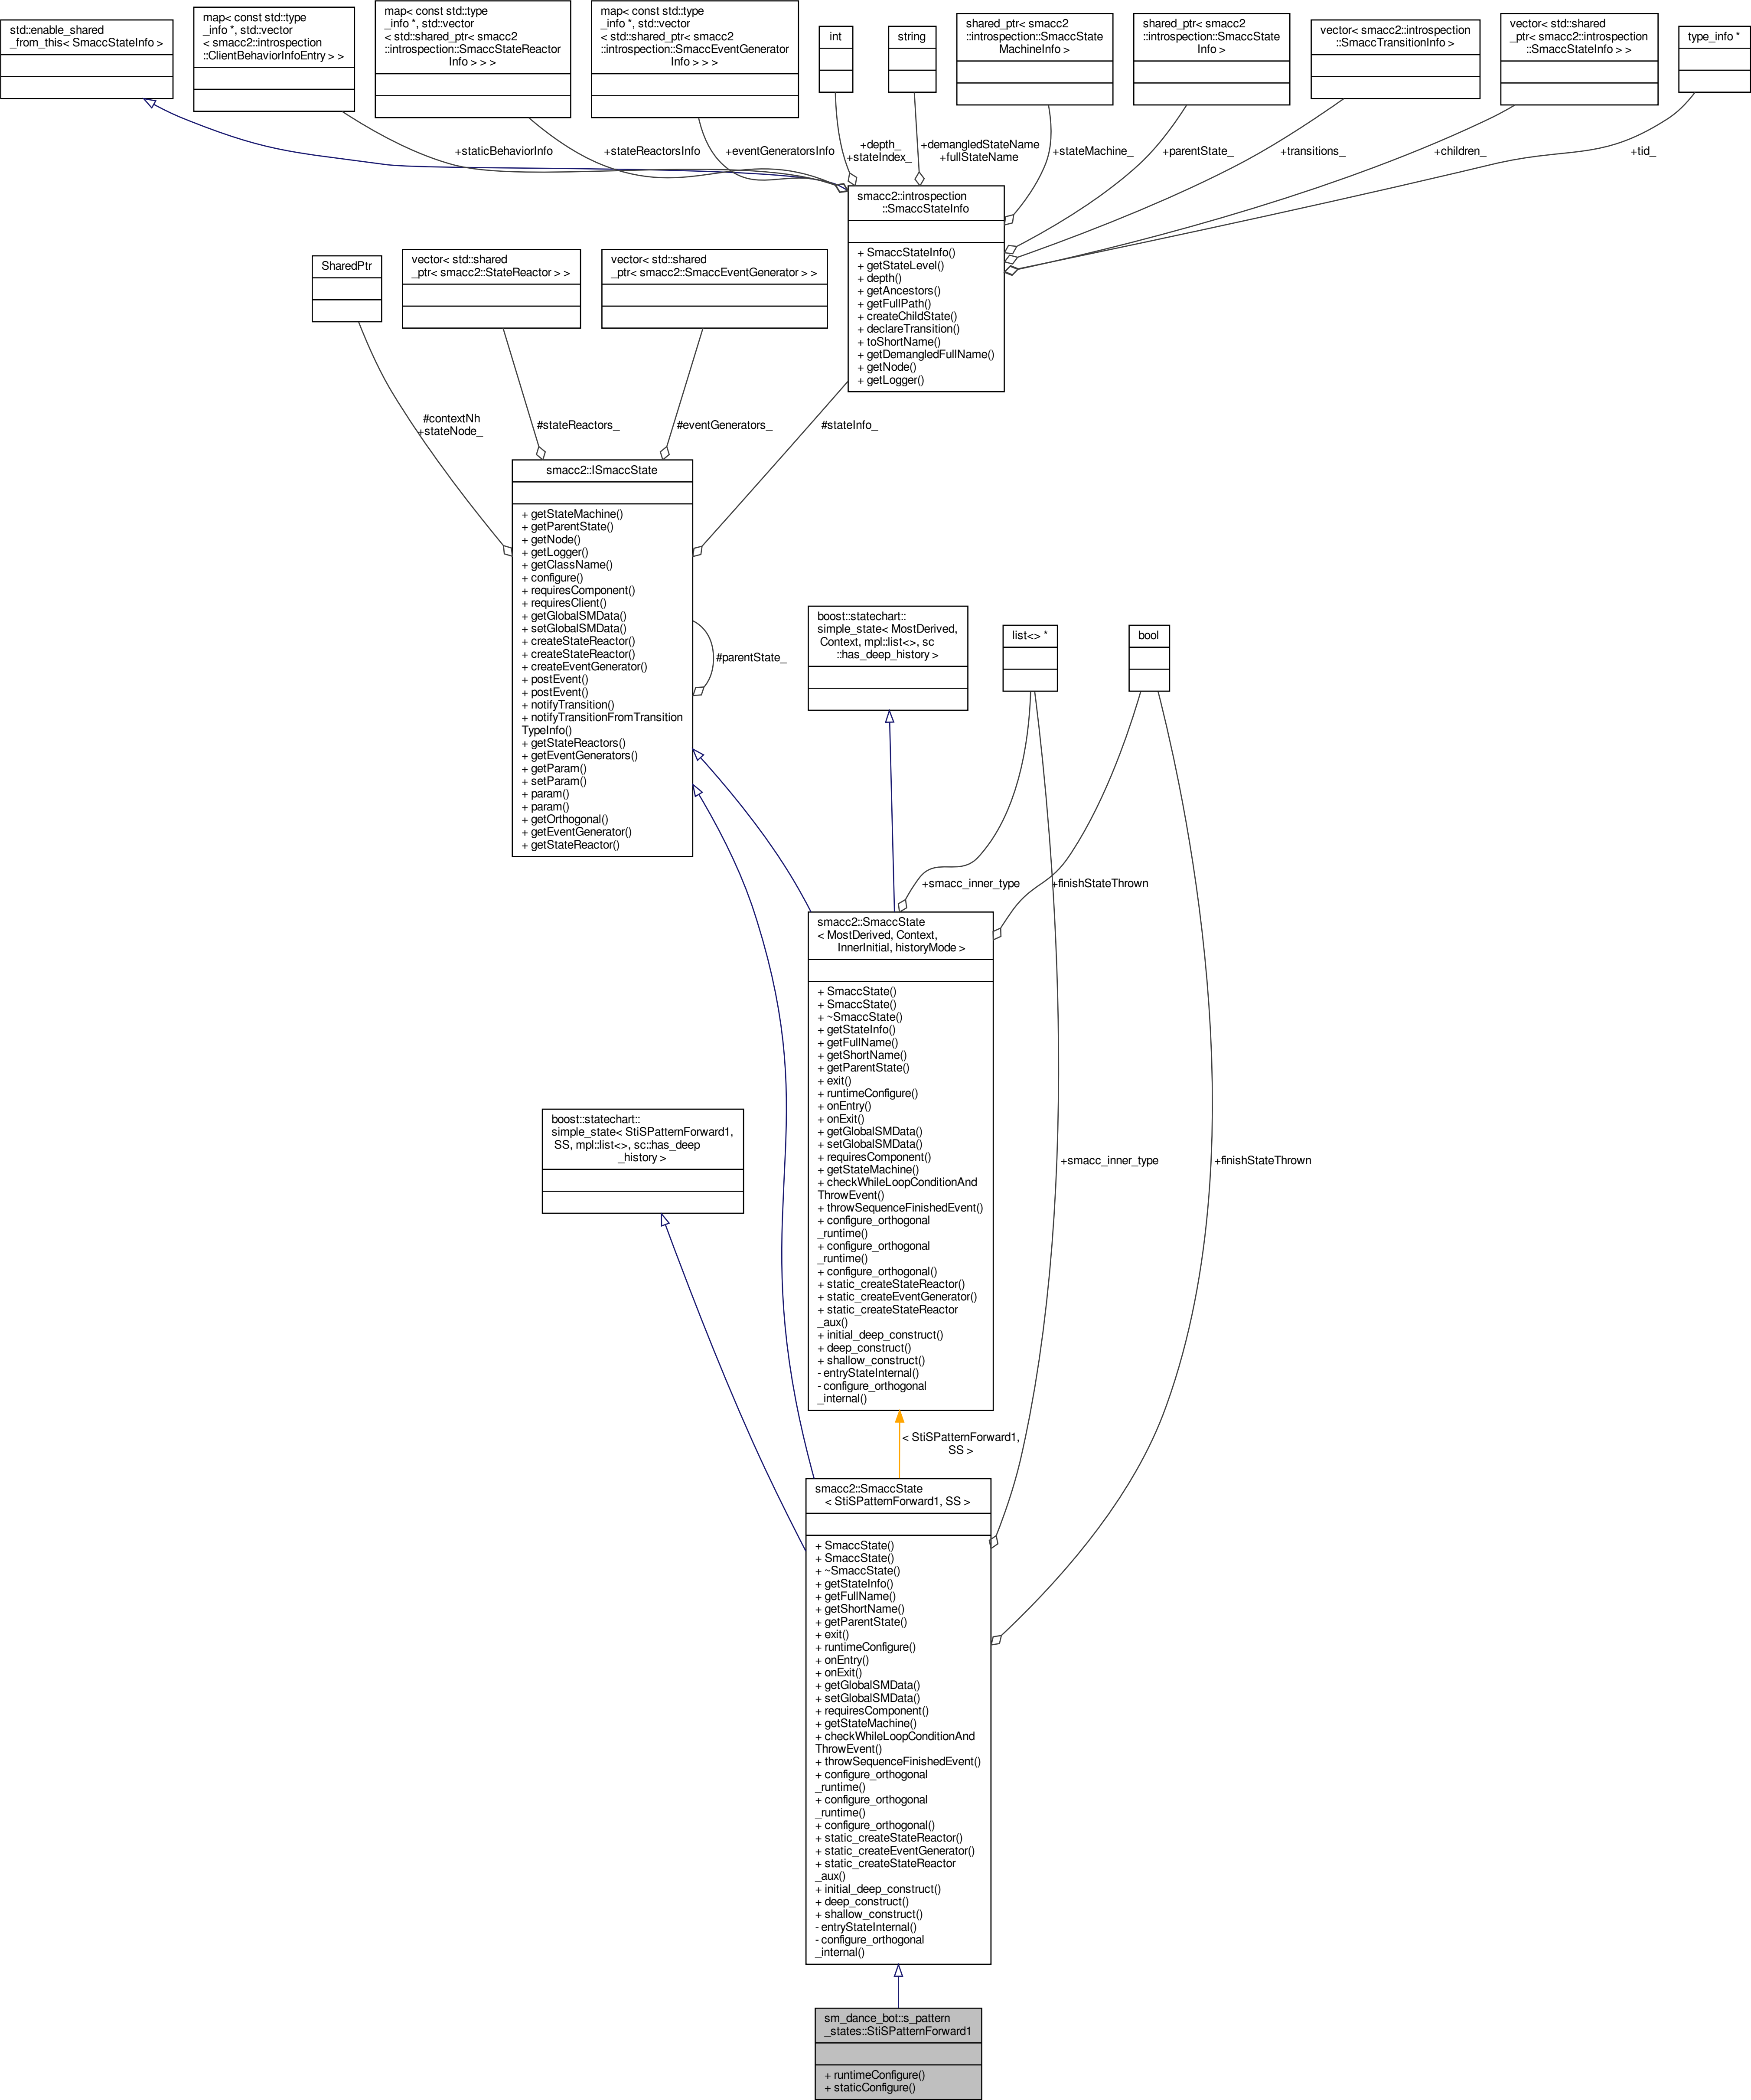 std::enable_shared
_from_this< SmaccStateInfo >
map< const std::type
_info *, std::vector
< smacc2::introspection
::ClientBehaviorInfoEntry > >
map< const std::type
_info *, std::vector
< std::shared_ptr< smacc2
::introspection::SmaccStateReactor
Info > > >
map< const std::type
_info *, std::vector
< std::shared_ptr< smacc2
::introspection::SmaccEventGenerator
Info > > >
int
string
shared_ptr< smacc2
::introspection::SmaccState
MachineInfo >
shared_ptr< smacc2
::introspection::SmaccState
Info >
vector< smacc2::introspection
::SmaccTransitionInfo >
vector< std::shared
_ptr< smacc2::introspection
::SmaccStateInfo > >
type_info *
+staticBehaviorInfo
+stateReactorsInfo
+eventGeneratorsInfo
+depth_
+stateIndex_
+demangledStateName
+fullStateName
+stateMachine_
+parentState_
+transitions_
+children_
+tid_
smacc2::introspection
::SmaccStateInfo
+ SmaccStateInfo()
+ getStateLevel()
+ depth()
+ getAncestors()
+ getFullPath()
+ createChildState()
+ declareTransition()
+ toShortName()
+ getDemangledFullName()
+ getNode()
+ getLogger()
SharedPtr
vector< std::shared
_ptr< smacc2::StateReactor > >
vector< std::shared
_ptr< smacc2::SmaccEventGenerator > >
#contextNh
+stateNode_
#stateReactors_
#eventGenerators_
#stateInfo_
smacc2::ISmaccState
+ getStateMachine()
+ getParentState()
+ getNode()
+ getLogger()
+ getClassName()
+ configure()
+ requiresComponent()
+ requiresClient()
+ getGlobalSMData()
+ setGlobalSMData()
+ createStateReactor()
+ createStateReactor()
+ createEventGenerator()
+ postEvent()
+ postEvent()
+ notifyTransition()
+ notifyTransitionFromTransition
TypeInfo()
+ getStateReactors()
+ getEventGenerators()
+ getParam()
+ setParam()
+ param()
+ param()
+ getOrthogonal()
+ getEventGenerator()
+ getStateReactor()
#parentState_
boost::statechart::
simple_state< MostDerived,
Context, mpl::list<>, sc
::has_deep_history >
list<> *
bool
+smacc_inner_type
+finishStateThrown
smacc2::SmaccState
< MostDerived, Context,
InnerInitial, historyMode >
+ SmaccState()
+ SmaccState()
+ ~SmaccState()
+ getStateInfo()
+ getFullName()
+ getShortName()
+ getParentState()
+ exit()
+ runtimeConfigure()
+ onEntry()
+ onExit()
+ getGlobalSMData()
+ setGlobalSMData()
+ requiresComponent()
+ getStateMachine()
+ checkWhileLoopConditionAnd
ThrowEvent()
+ throwSequenceFinishedEvent()
+ configure_orthogonal
_runtime()
+ configure_orthogonal
_runtime()
+ configure_orthogonal()
+ static_createStateReactor()
+ static_createEventGenerator()
+ static_createStateReactor
_aux()
+ initial_deep_construct()
+ deep_construct()
+ shallow_construct()
- entryStateInternal()
- configure_orthogonal
_internal()
boost::statechart::
simple_state< StiSPatternForward1,
SS, mpl::list<>, sc::has_deep
_history >
+smacc_inner_type
+finishStateThrown
< StiSPatternForward1,
SS >
smacc2::SmaccState
< StiSPatternForward1, SS >
+ SmaccState()
+ SmaccState()
+ ~SmaccState()
+ getStateInfo()
+ getFullName()
+ getShortName()
+ getParentState()
+ exit()
+ runtimeConfigure()
+ onEntry()
+ onExit()
+ getGlobalSMData()
+ setGlobalSMData()
+ requiresComponent()
+ getStateMachine()
+ checkWhileLoopConditionAnd
ThrowEvent()
+ throwSequenceFinishedEvent()
+ configure_orthogonal
_runtime()
+ configure_orthogonal
_runtime()
+ configure_orthogonal()
+ static_createStateReactor()
+ static_createEventGenerator()
+ static_createStateReactor
_aux()
+ initial_deep_construct()
+ deep_construct()
+ shallow_construct()
- entryStateInternal()
- configure_orthogonal
_internal()
sm_dance_bot::s_pattern
_states::StiSPatternForward1
+ runtimeConfigure()
+ staticConfigure()